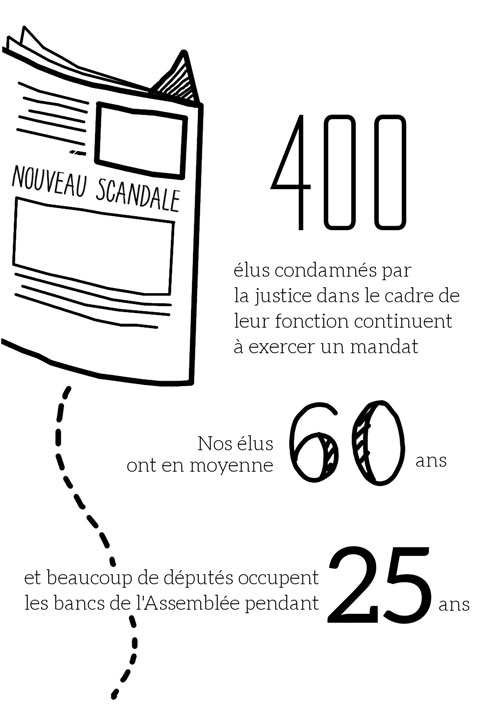 NOUVEAU SCANDALE
400
élus condamnés par
la justice dans le cadre de
leur fonction continuent
à exercer un mandat
Nos élus
ont en moyenne 60 ans
et beaucoup de députés occupent
les bancs de l'Assemblée pendant 25 ans